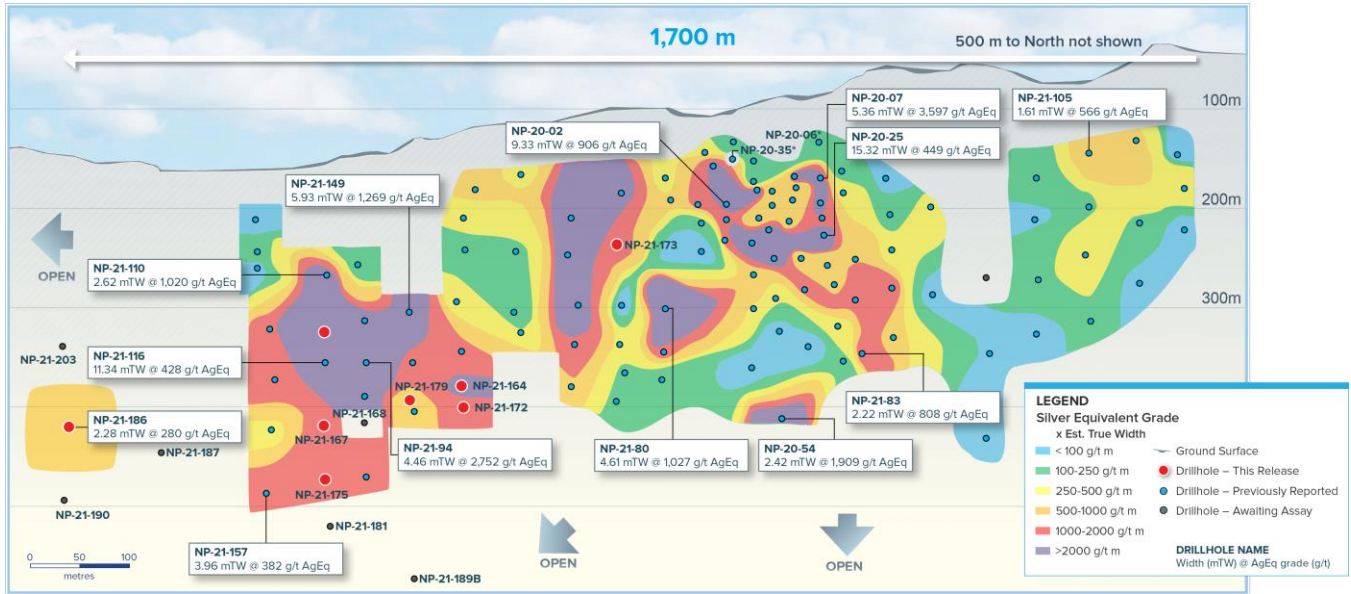 1,700 m
500 m to North not shown
100m
200m
300m
NP-20-07
5.36 mTW @ 3,597 g/t AgEq
NP-21-105
1.61 mTW @ 566 g/t AgEq
NP-20-02
9.33 mTW @ 906 g/t AgEq
NP-20-06*
NP-20-35*
NP-20-25
15.32 mTW @ 449 g/t AgEq
NP-21-149
5.93 mTW @ 1,269 g/t AgEq
OPEN
NP-21-173
NP-21-110
2.62 mTW @ 1,020 g/t AgEq
NP-21-203
NP-21-116
11.34 mTW @ 428 g/t AgEq
NP-21-179
NP-21-164
NP-21-172
NP-21-83
2.22 mTW @ 808 g/t AgEq
NP-21-186
2.28 mTW @ 280 g/t AgEq
NP-21-168
NP-21-167
NP-21-187
NP-21-94
4.46 mTW @ 2,752 g/t AgEq
NP-21-80
4.61 mTW @ 1,027 g/t AgEq
NP-20-54
2.42 mTW @ 1,909 g/t AgEq
NP-21-175
NP-21-190
NP-21-181
NP-21-157
3.96 mTW @ 382 g/t AgEq
NP-21-189B
OPEN
OPEN
0 50 100
metres
LEGEND
Silver Equivalent Grade
x Est. True Width
< 100 g/t m
100-250 g/t m
250-500 g/t m
500-1000 g/t m
1000-2000 g/t m
>2000 g/t m
Ground Surface
Drillhole – This Release
Drillhole – Previously Reported
Drillhole – Awaiting Assay
DRILLHOLE NAME
Width (mTW) @ AgEq grade (g/t)